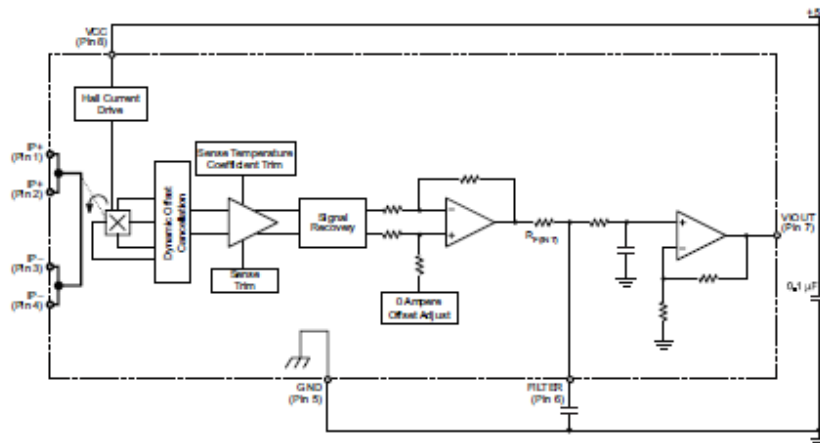 +5
VCC
(Pin 8)
Hall Current
Drive
IP+
(Pin 1)
IP+
(Pin 2)
IP−
(Pin 3)
IP−
(Pin 4)
Dynamic Offset
Cancellation
Sense Temperature
Coefficient Trim
Sense
Trim
Signal
Recovery
0 Ampere
Offset Adjust
RF(INT)
VIOUT
(Pin 7)
0.1 µF
GND
(Pin 5)
FILTER
(Pin 6)